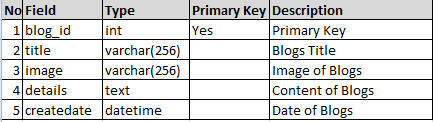 No Field Type Primary Key Description
1 blog_id int Yes Primary Key
2 title varchar(256) Blogs Title
3 image varchar(256) Image of Blogs
4 details text Content of Blogs
5 createdate datetime Date of Blogs